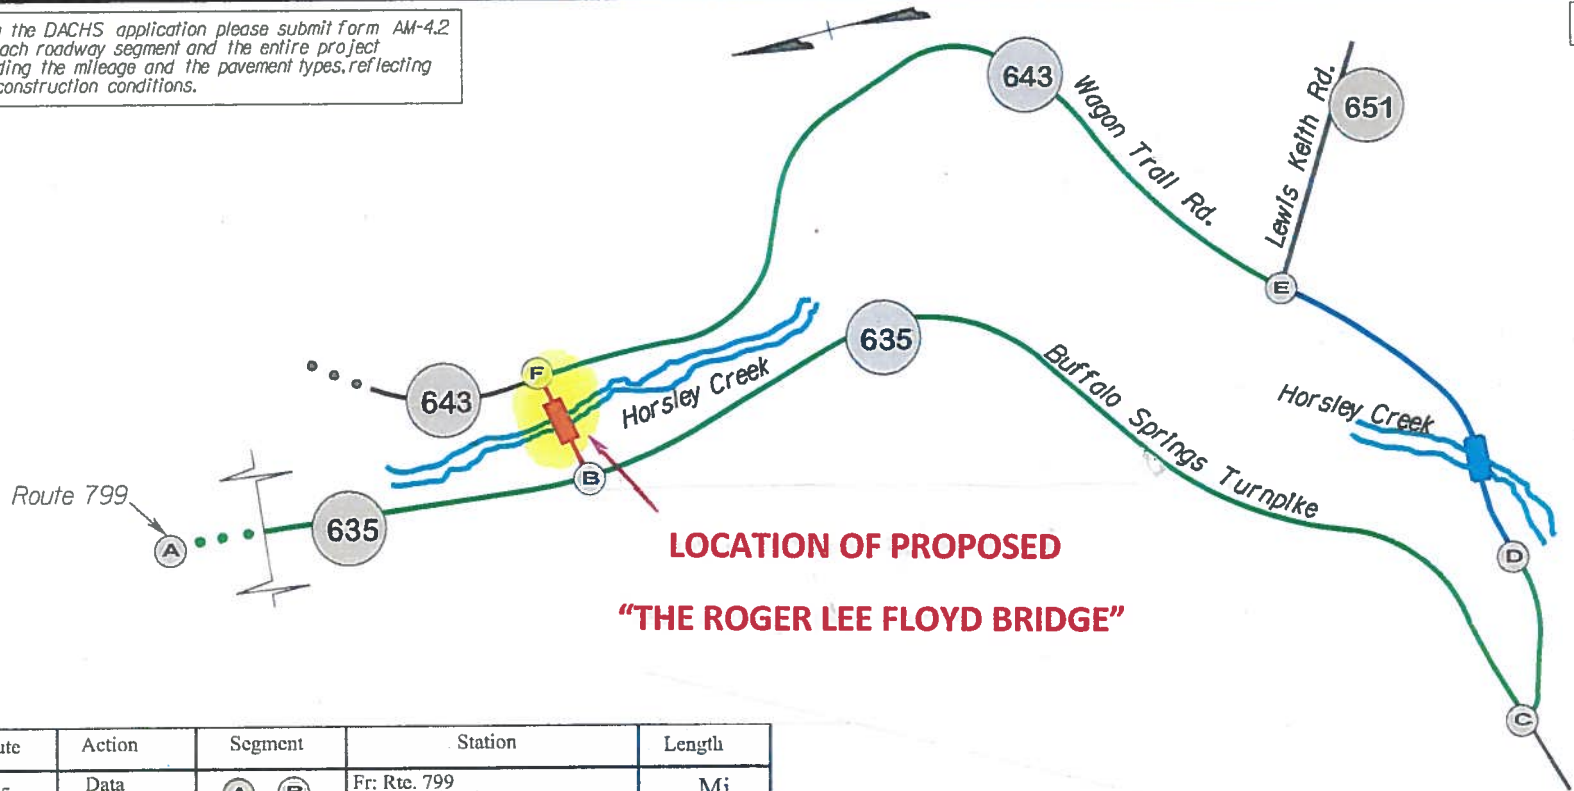 the DACHS application please submit form AM-4.2
ach roadway segment and the entire project
ding the mileage and the pavement types, reflecting
construction conditions.
643
Wagon Trail Rd.
Lewis Keith Rd.
651
E
635
Buffalo Springs Turnpike
Horsley Creek
F
643
Horsley Creek
B
Route 799
A
635
D
C
LOCATION OF PROPOSED
“THE ROGER LEE FLOYD BRIDGE”
ute Action Segment Station Length
Data A B Fr: Rte. 799 Mi